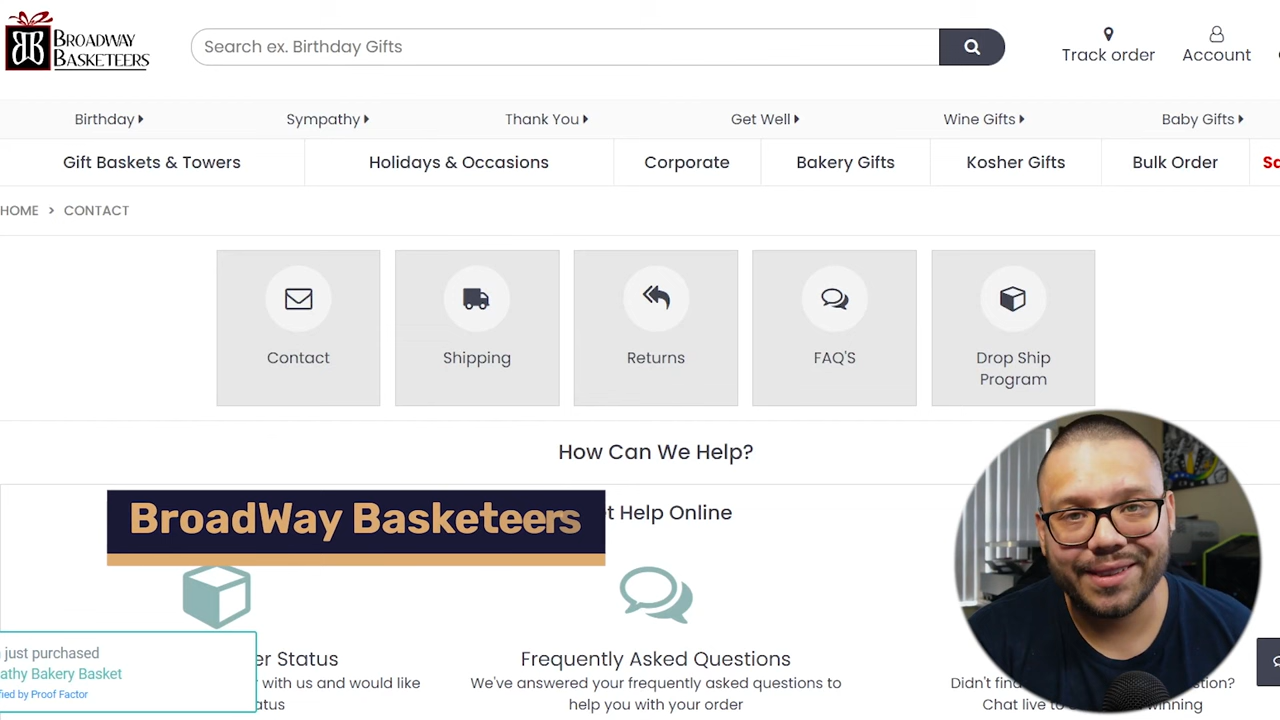 BROADWAY
BASKETEERS
Search ex. Birthday Gifts
Track order
Account
Birthday
Sympathy
Thank You
Get Well
Wine Gifts
Baby Gifts
Gift Baskets & Towers
Holidays & Occasions
Corporate
Bakery Gifts
Kosher Gifts
Bulk Order
HOME > CONTACT
Contact
Shipping
Returns
FAQ'S
Drop Ship
Program
How Can We Help?
BroadWay Basketeers
Help Online
just purchased
athy Bakery Basket
fied by Proof Factor
er Status
with us and would like
atus
Frequently Asked Questions
We've answered your frequently asked questions to
help you with your order
Didn't
Chat live to
winning